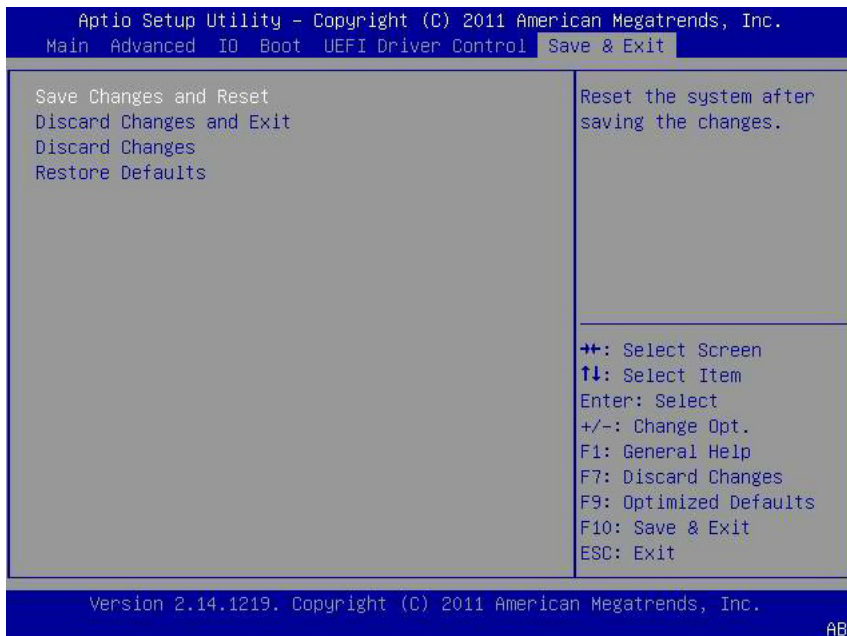 Aptio Setup Utility – Copyright (C) 2011 American Megatrends, Inc.
Main Advanced IO Boot UEFI Driver Control Save & Exit
Save Changes and Reset
Discard Changes and Exit
Discard Changes
Restore Defaults
Reset the system after
saving the changes.
→←: Select Screen
↑↓: Select Item
Enter: Select
+/-: Change Opt.
F1: General Help
F7: Discard Changes
F9: Optimized Defaults
F10: Save & Exit
ESC: Exit
Version 2.14.1219. Copyright (C) 2011 American Megatrends, Inc.
AB